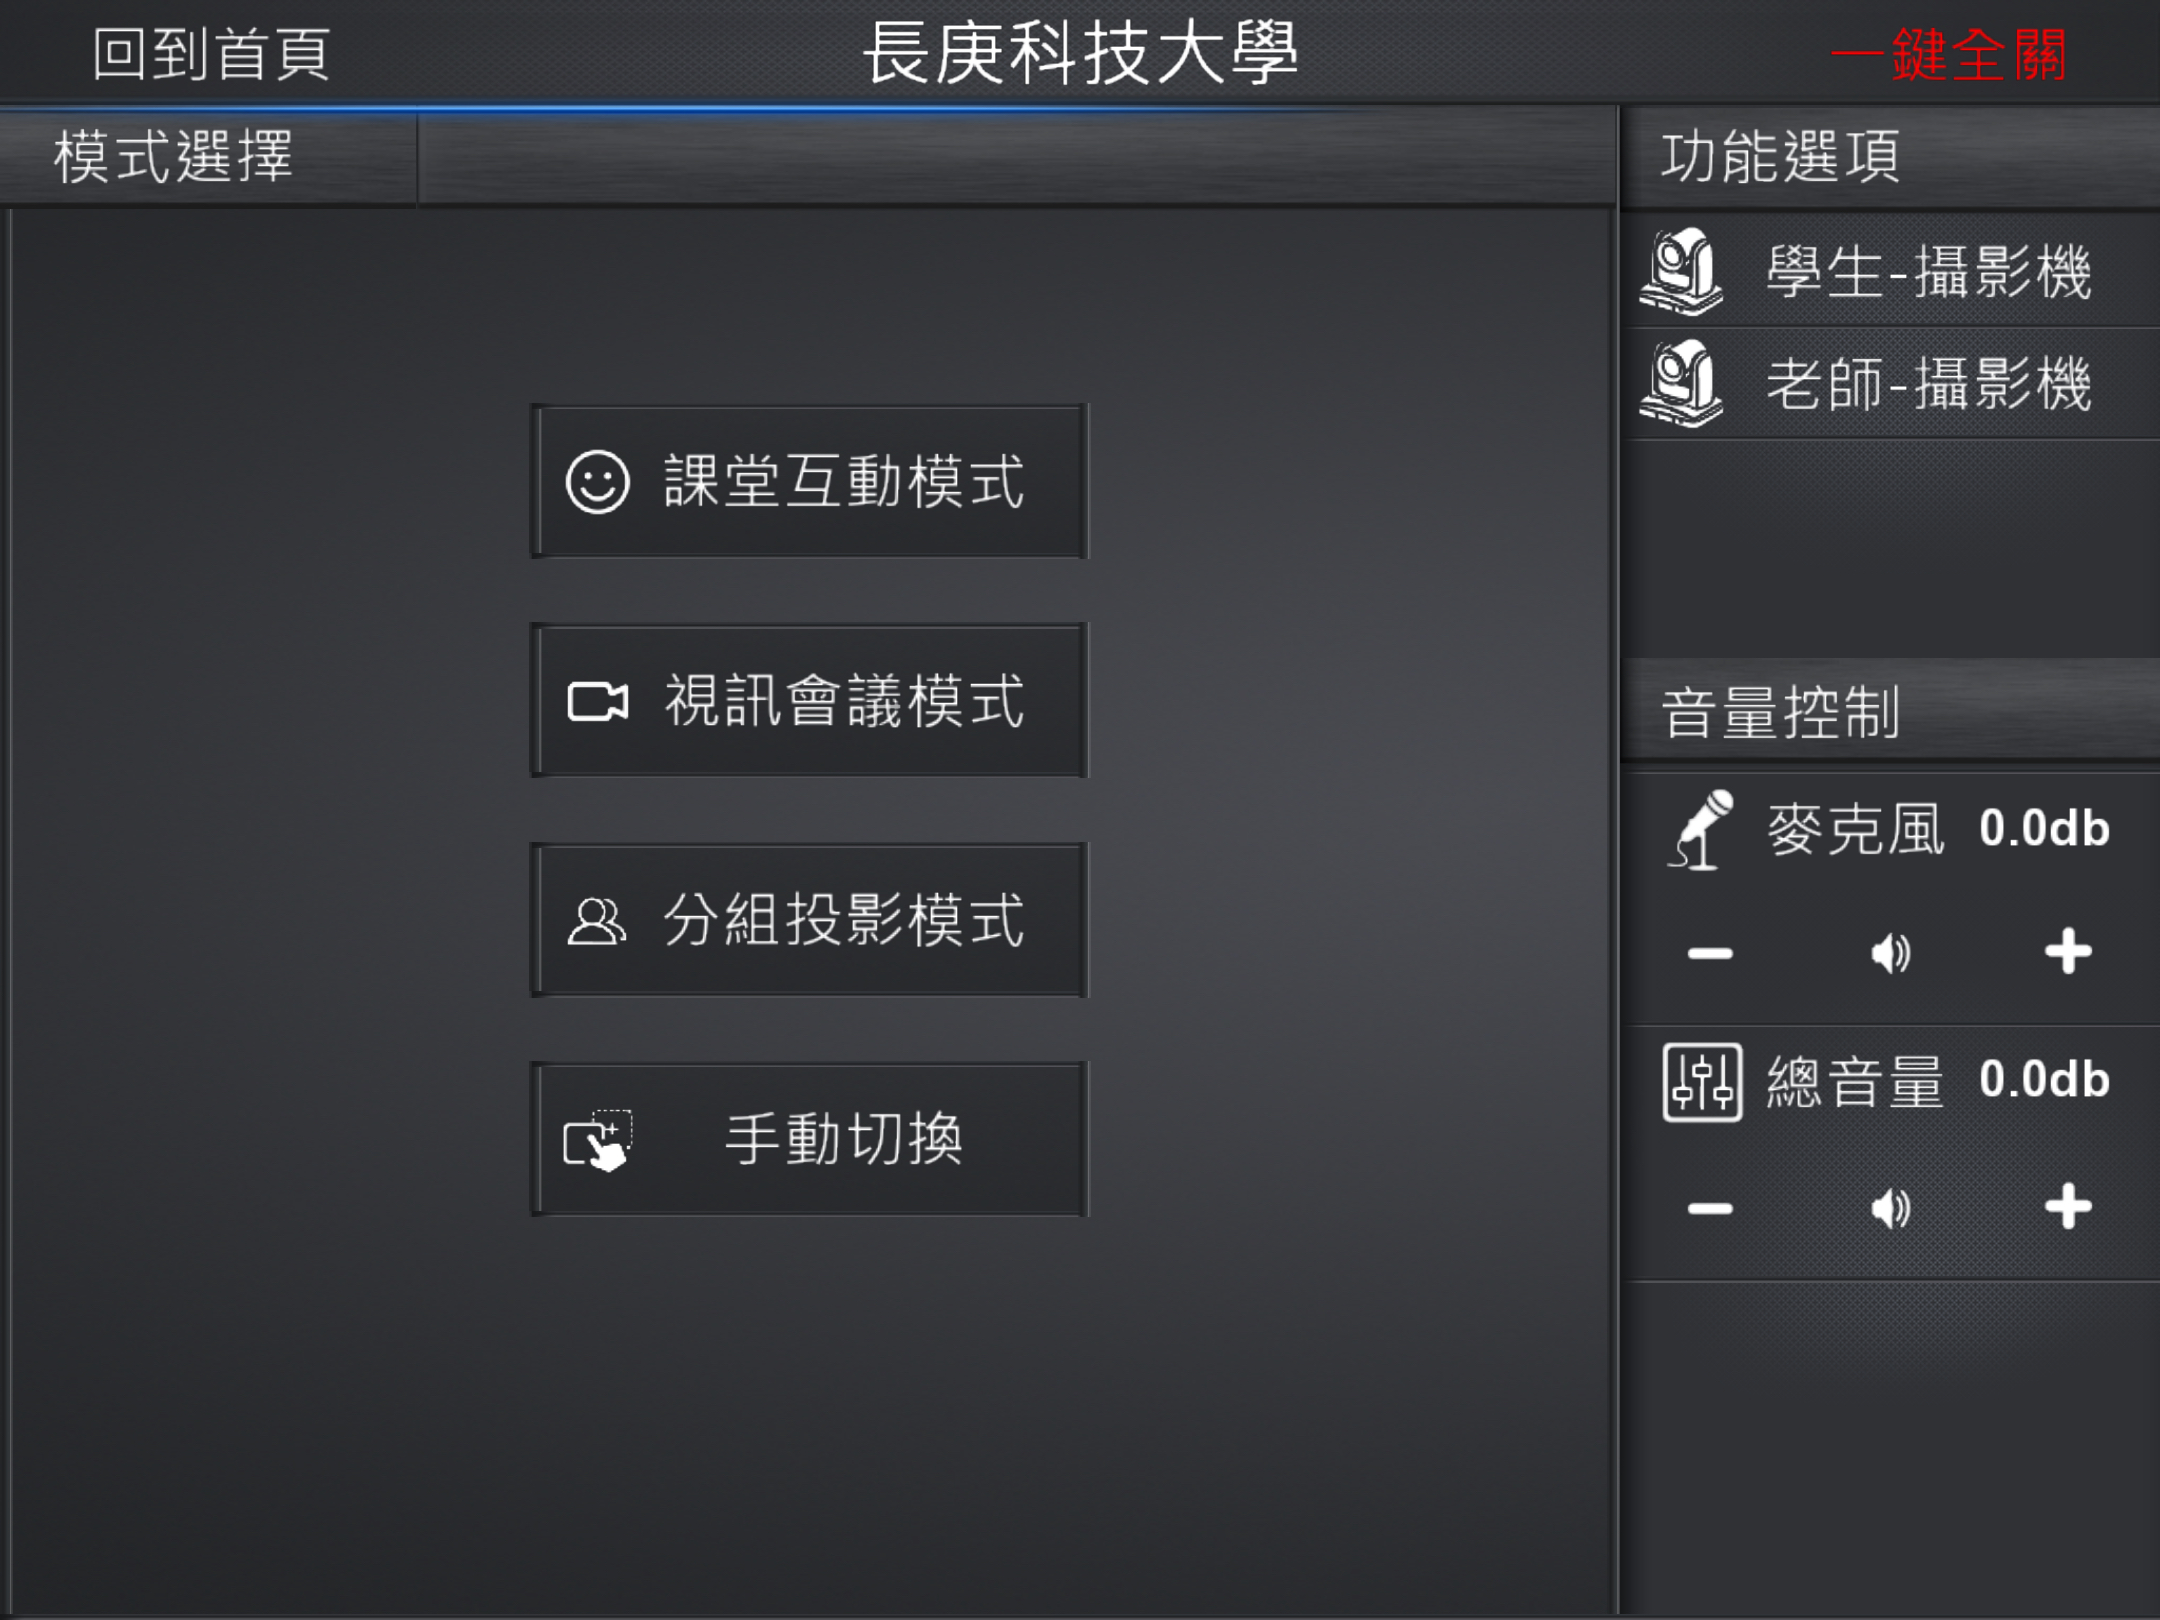 回到首頁
長庚科技大學
一鍵全關
模式選擇
課堂互動模式
視訊會議模式
分組投影模式
手動切換
功能選項
學生-攝影機
老師-攝影機
音量控制
麥克風 0.0db
總音量 0.0db